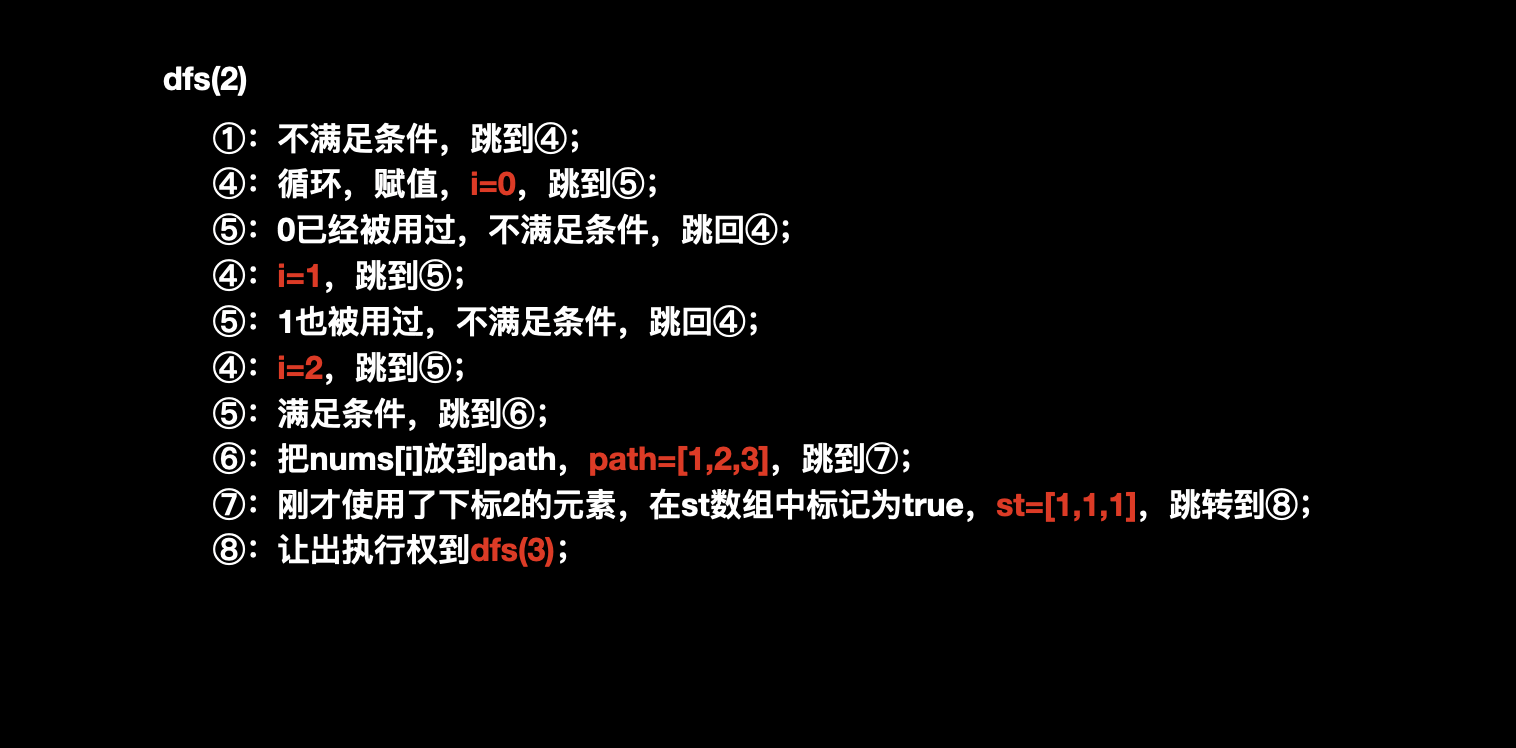 dfs(2)
①：不满足条件，跳到④；
④：循环，赋值，i=0，跳到⑤；
⑤：0已经被用过，不满足条件，跳回④；
④：i=1，跳到⑤；
⑤：1也被用过，不满足条件，跳回④；
④：i=2，跳到⑤；
⑤：满足条件，跳到⑥；
⑥：把nums[i]放到path，path=[1,2,3]，跳到⑦；
⑦：刚才使用了下标2的元素，在st数组中标记为true，st=[1,1,1]，跳转到⑧；
⑧：让出执行权到dfs(3)；